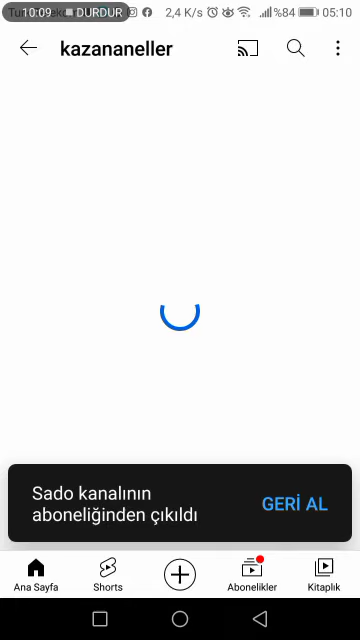 10:09 DURDUR 2,4 K/s %84 05:10
kazananeller
Sado kanalının
aboneliğinden çıkıldı
GERİ AL
Ana Sayfa Shorts Abonelikler Kitaplık